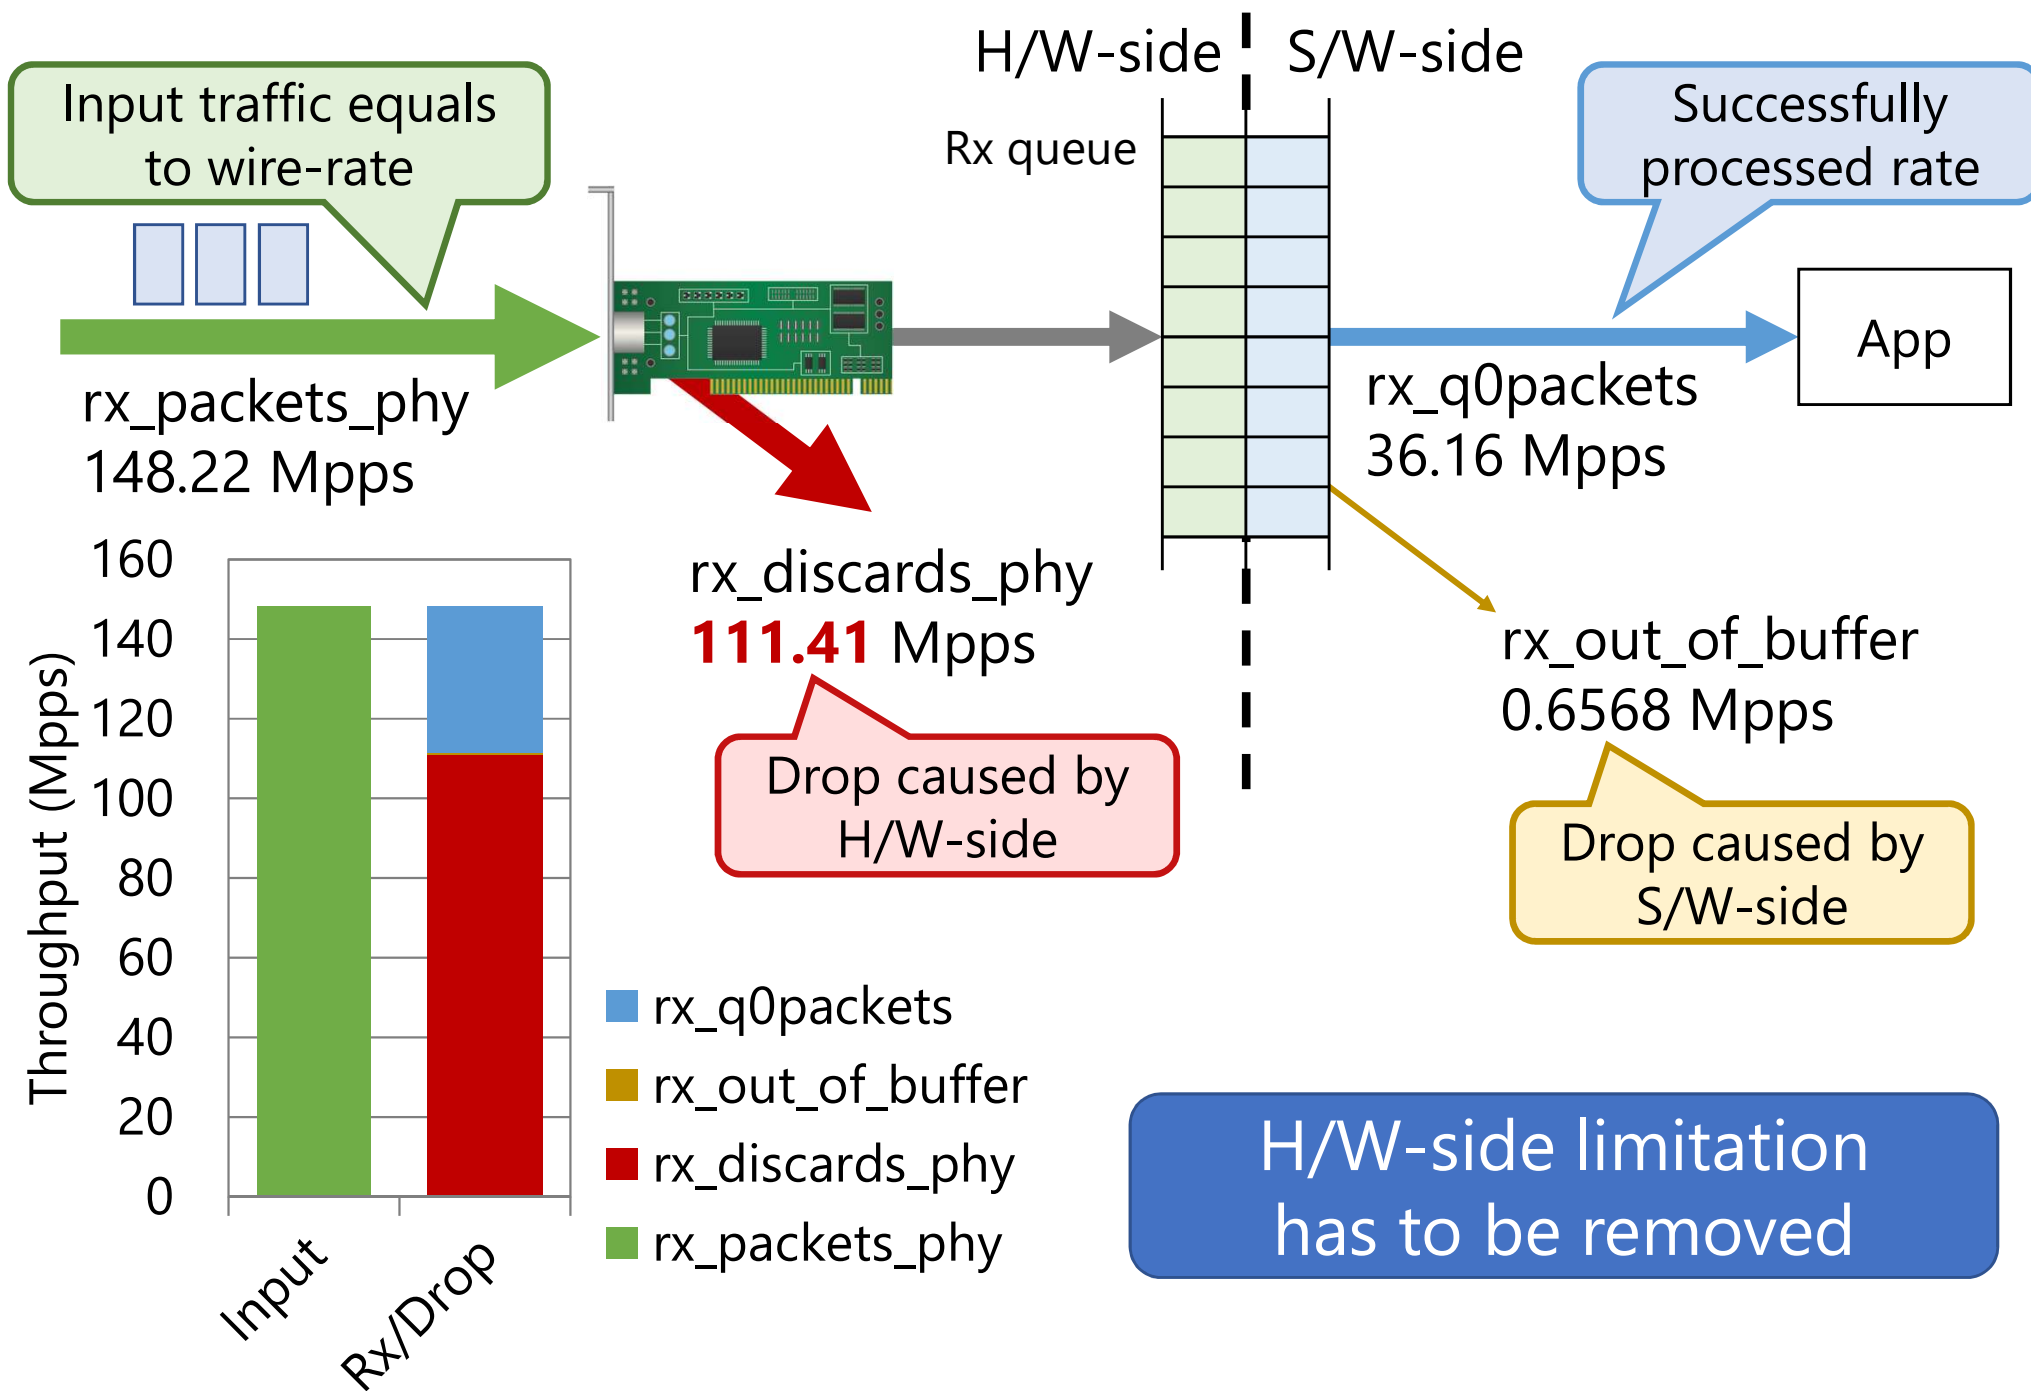 H/W-side
S/W-side
Input traffic equals
to wire-rate
Rx queue
Successfully
processed rate
App
rx_packets_phy
148.22 Mpps
rx_q0packets
36.16 Mpps
rx_discards_phy
111.41 Mpps
rx_out_of_buffer
0.6568 Mpps
Drop caused by
H/W-side
Drop caused by
S/W-side
Throughput (Mpps)
160
140
120
100
80
60
40
20
0
Input
Rx/Drop
rx_q0packets
rx_out_of_buffer
rx_discards_phy
rx_packets_phy
H/W-side limitation
has to be removed